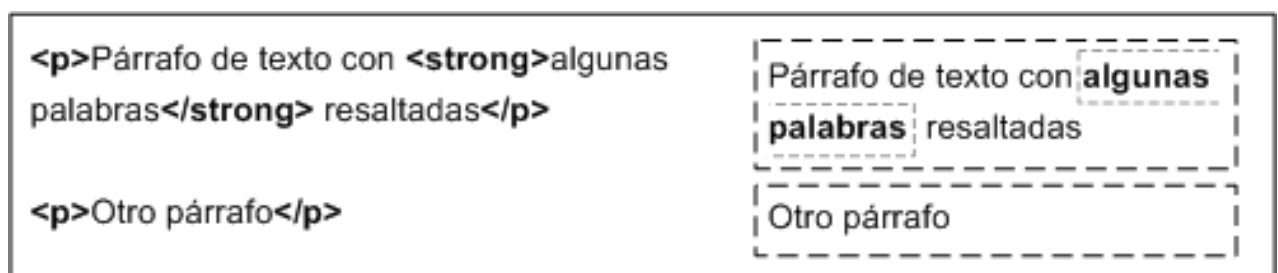 <p>Párrafo de texto con <strong>algunas
palabras</strong> resaltadas</p>
<p>Otro párrafo</p>
Párrafo de texto con algunas
palabras resaltadas
Otro párrafo